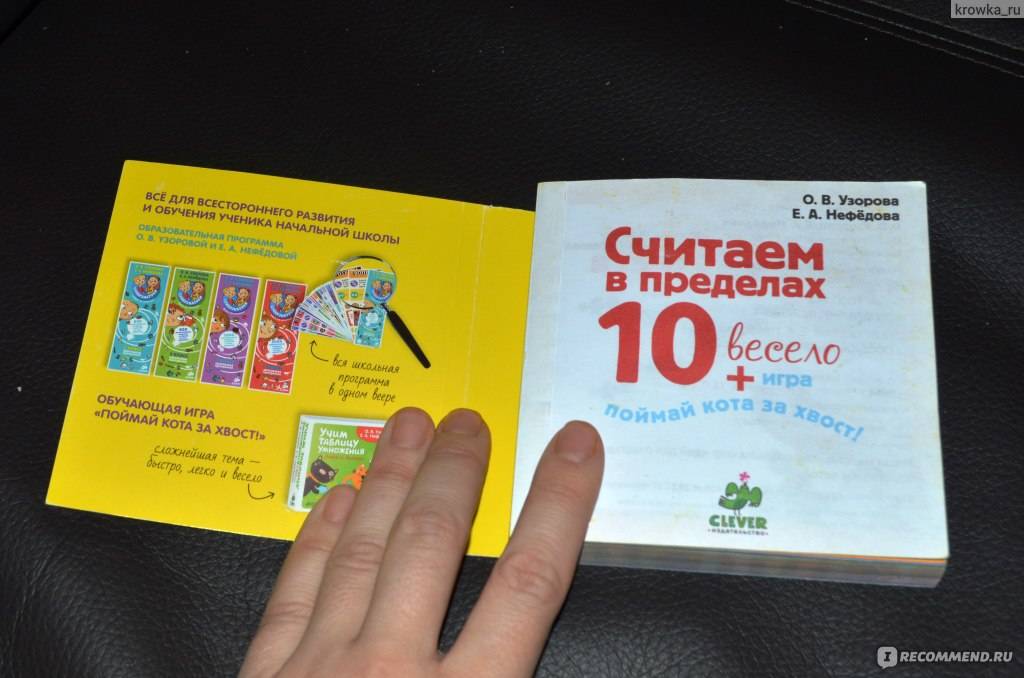 krowka_ru
ВСЁ ДЛЯ ВСЕСТОРОННЕГО РАЗВИТИЯ
И ОБУЧЕНИЯ УЧЕНИКА НАЧАЛЬНОЙ ШКОЛЫ
ОБРАЗОВАТЕЛЬНАЯ ПРОГРАММА
О. В. УЗОРОВОЙ И Е. А. НЕФЁДОВОЙ
вся школьная
программа
в одном веере
ОБУЧАЮЩАЯ ИГРА
«ПОЙМАЙ КОТА ЗА ХВОСТ!»
сложнейшая тема —
быстро, легко и весело
УЧИМ
ТАБЛИЦУ
УМНОЖЕНИЯ
О. В. Узорова
Е. А. Нефёдова
Считаем
в пределах
10 весело
+ игра
поймай кота за хвост!
CLEVER
ИЗДАТЕЛЬСТВО
IRECOMMEND.RU